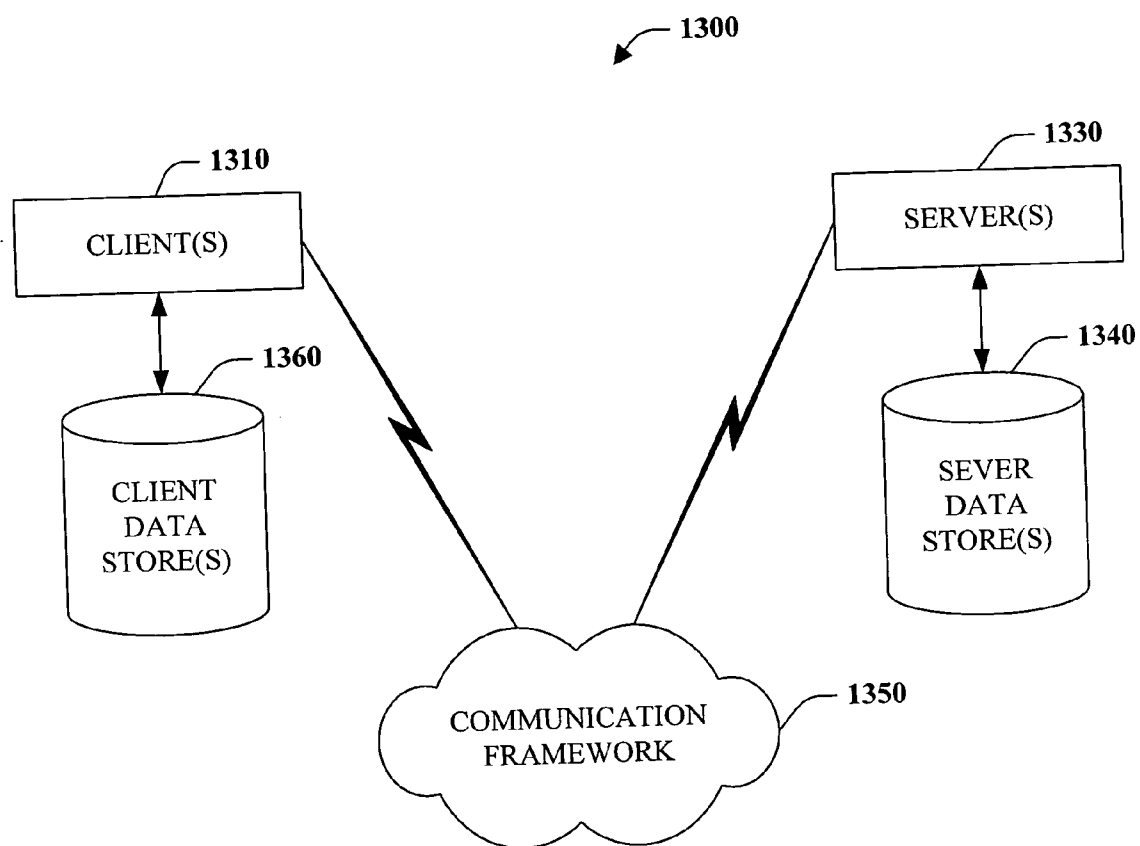 1300
1310
CLIENT(S)
1330
SERVER(S)
1360
CLIENT
DATA
STORE(S)
1340
SEVER
DATA
STORE(S)
COMMUNICATION
FRAMEWORK
1350